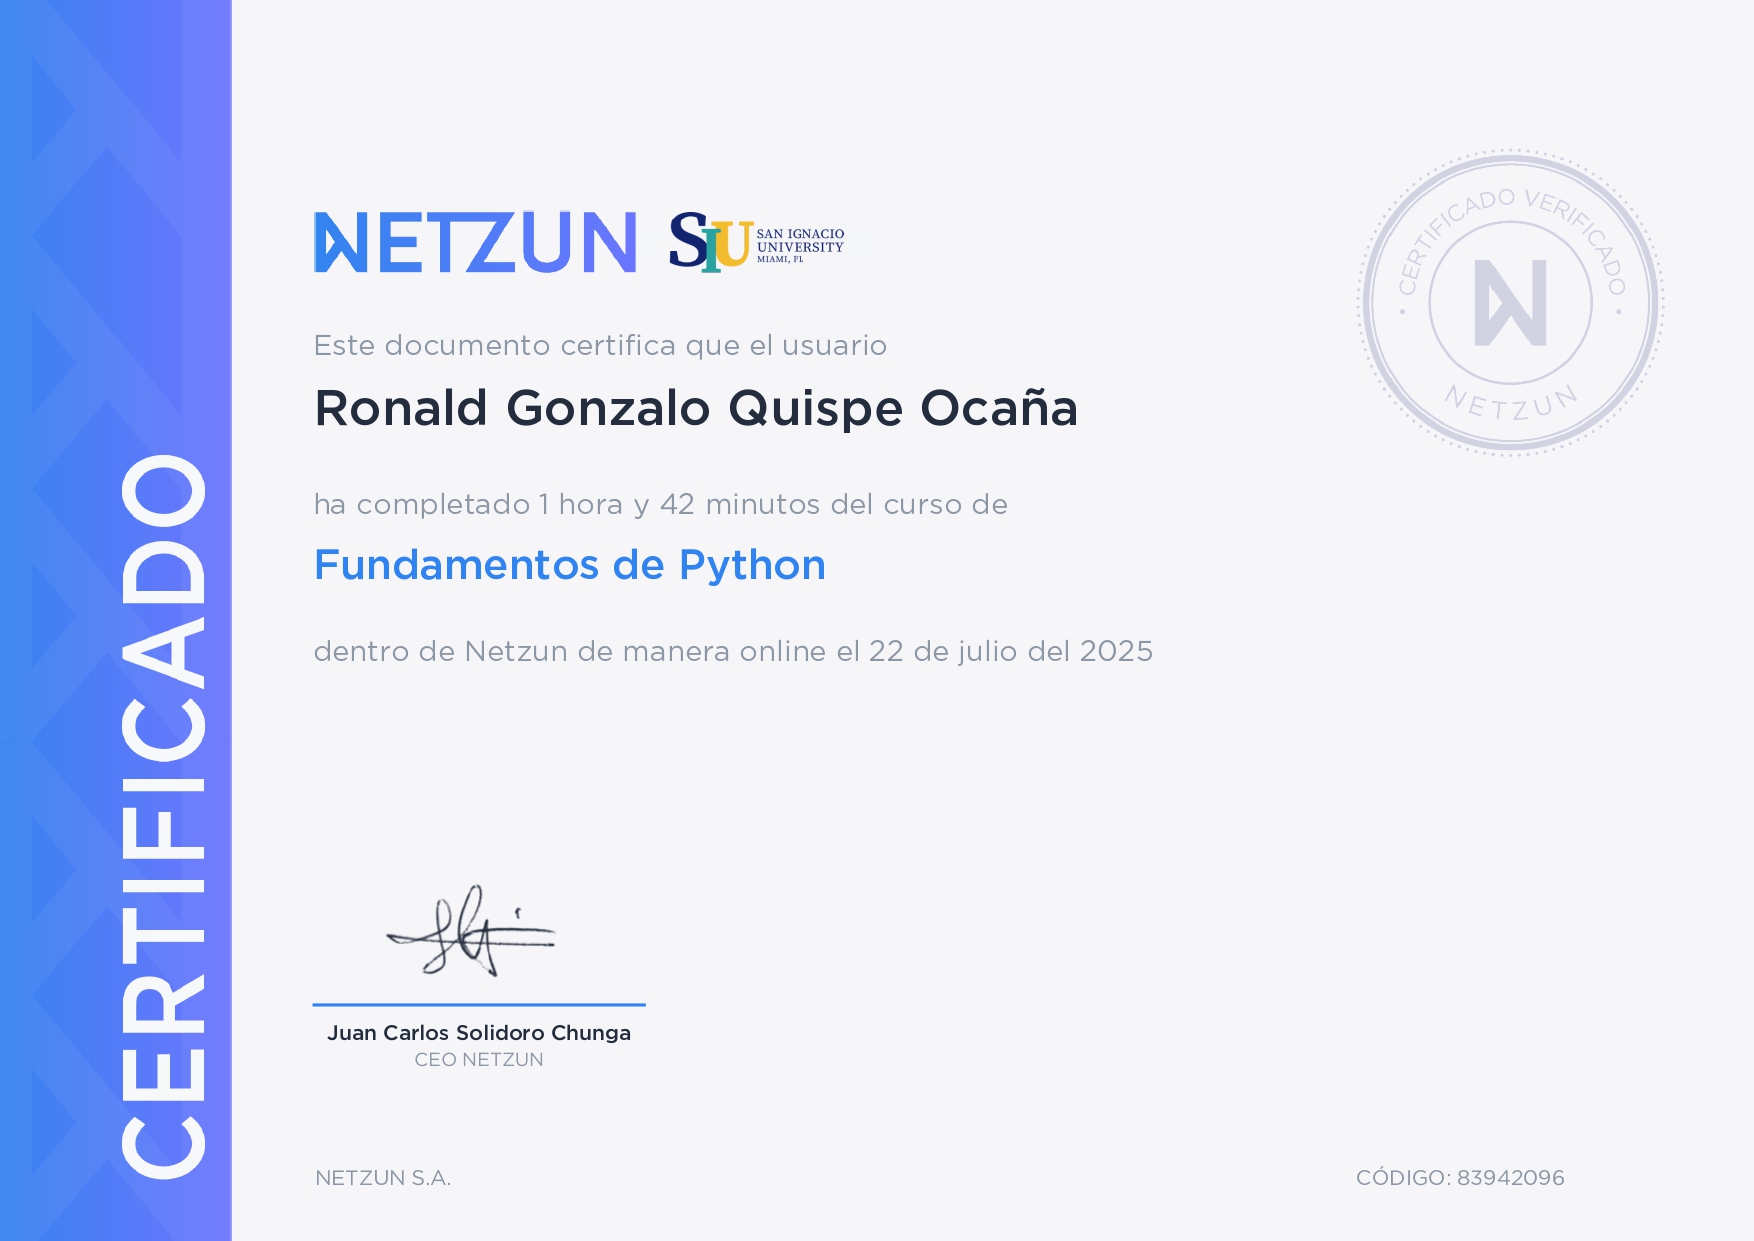 CERTIFICADO
NETZUN
SIU
SAN IGNACIO
UNIVERSITY
MIAMI, FL
• CERTIFICADO VERIFICADO •
N
NETZUN
Este documento certifica que el usuario
Ronald Gonzalo Quispe Ocaña
ha completado 1 hora y 42 minutos del curso de
Fundamentos de Python
dentro de Netzun de manera online el 22 de julio del 2025
Juan Carlos Solidoro Chunga
CEO NETZUN
NETZUN S.A.
CÓDIGO: 83942096